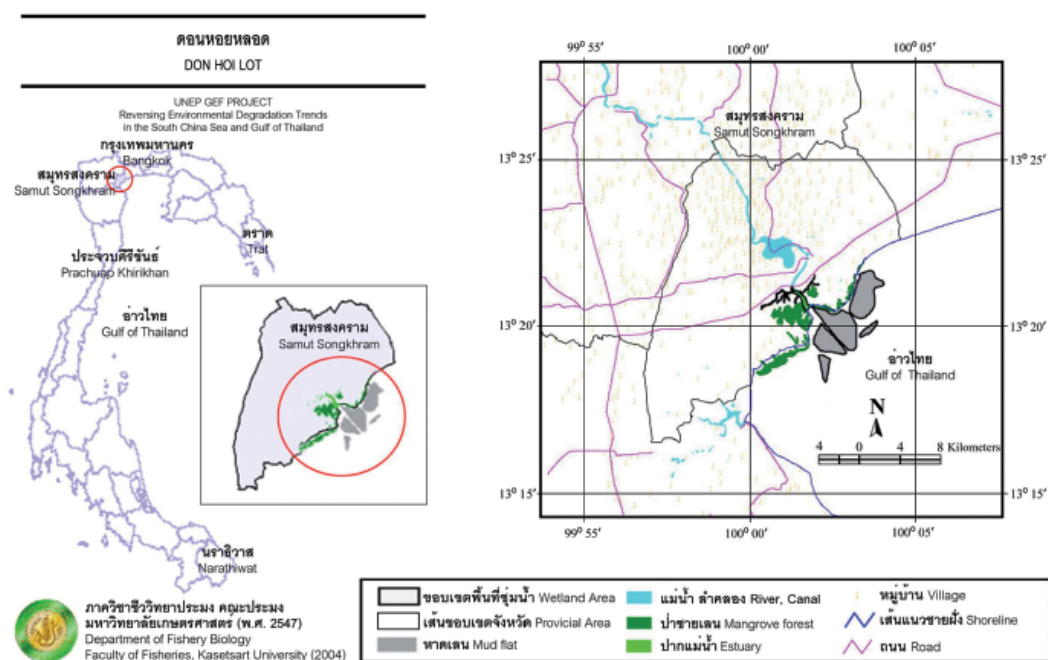 ดอนหอยหลอด
DON HOI LOT
UNEP GEF PROJECT
Reversing Environmental Degradation Trends
in the South China Sea and Gulf of Thailand
กรุงเทพมหานคร
Bangkok
สมุทรสงคราม
Samut Songkhram
ตราด
Trat
ประจวบคีรีขันธ์
Prachuap Khirikhan
อ่าวไทย
Gulf of Thailand
นราธิวาส
Narathiwat
สมุทรสงคราม
Samut Songkhram
99° 55′ 100° 00′ 100° 05′
สมุทรสงคราม
Samut Songkhram
13° 25′ 13° 25′
13° 20′ 13° 20′
อ่าวไทย
Gulf of Thailand
N
4 0 4 8 Kilometers
13° 15′ 13° 15′
99° 55′ 100° 00′ 100° 05′
ภาควิชาชีววิทยาประมง คณะประมง
มหาวิทยาลัยเกษตรศาสตร์ (พ.ศ. 2547)
Department of Fishery Biology
Faculty of Fisheries, Kasetsart University (2004)
ขอบเขตพื้นที่ชุ่มน้ำ Wetland Area
เส้นขอบเขตจังหวัด Provicial Area
หาดเลน Mud flat
แม่น้ำ ลำคลอง River, Canal
ป่าชายเลน Mangrove forest
ปากแม่น้ำ Estuary
หมู่บ้าน Village
เส้นแนวชายฝั่ง Shoreline
ถนน Road